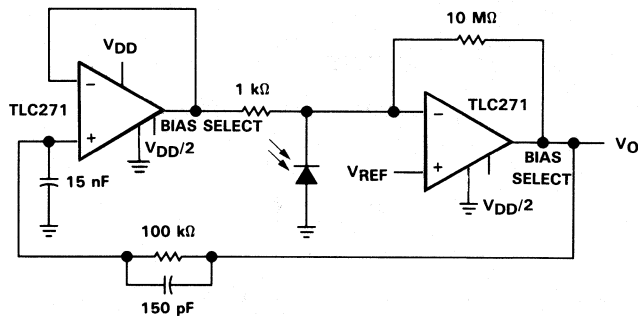 10 MΩ
VDD
−
TLC271
+
BIAS SELECT
VDD/2
15 nF
1 kΩ
−
TLC271
VREF
+
BIAS
SELECT
VDD/2
VO
100 kΩ
150 pF